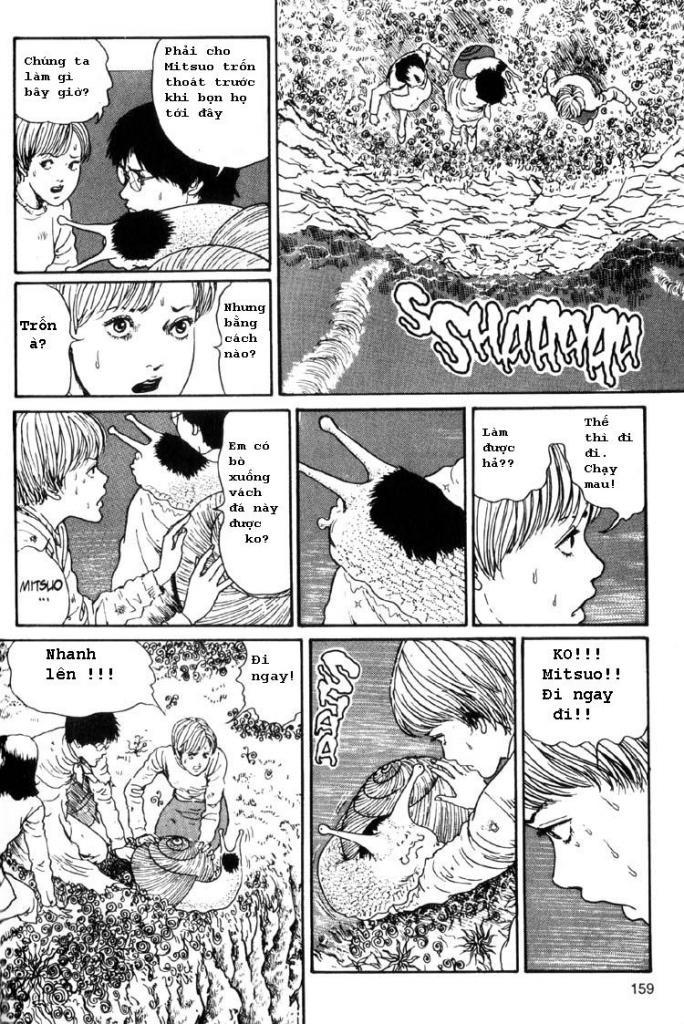 Chúng ta
làm gì
bây giờ?
Phải cho
Mitsuo trốn
thoát trước
khi bọn họ
tới đây
SSHAAAAAA
Trốn
à?
Nhưng
bằng
cách
nào?
MITSUO
...
Em có
bò
xuống
vách
đá này
được
ko?
Làm
được
hả??
Thế
thì đi
đi.
Chạy
mau!
Nhanh
lên !!!
Đi
ngay!
SHAA
KO!!!
Mitsuo!!
Đi ngay
đi!!
159